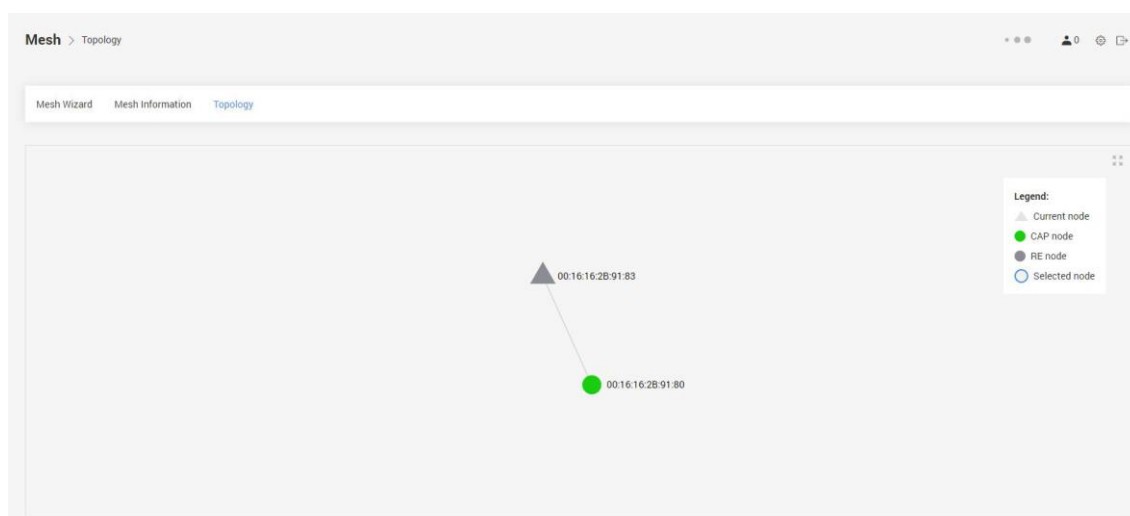 Mesh > Topology
0
Mesh Wizard Mesh Information Topology
Legend:
Current node
CAP node
RE node
Selected node
00:16:16:2B:91:83
00:16:16:2B:91:80